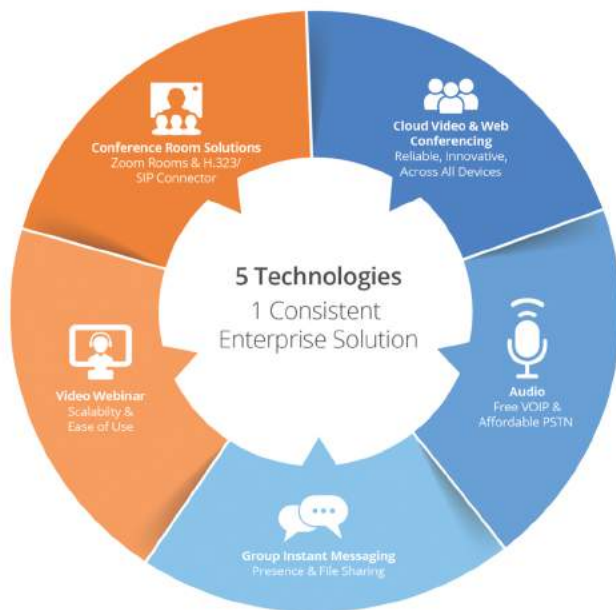 Conference Room Solutions
Zoom Rooms & H.323/
SIP Connector
Cloud Video & Web
Conferencing
Reliable, Innovative,
Across All Devices
5 Technologies
1 Consistent
Enterprise Solution
Video Webinar
Scalablity &
Ease of Use
Audio
Free VOIP &
Affordable PSTN
Group Instant Messaging
Presence & File Sharing